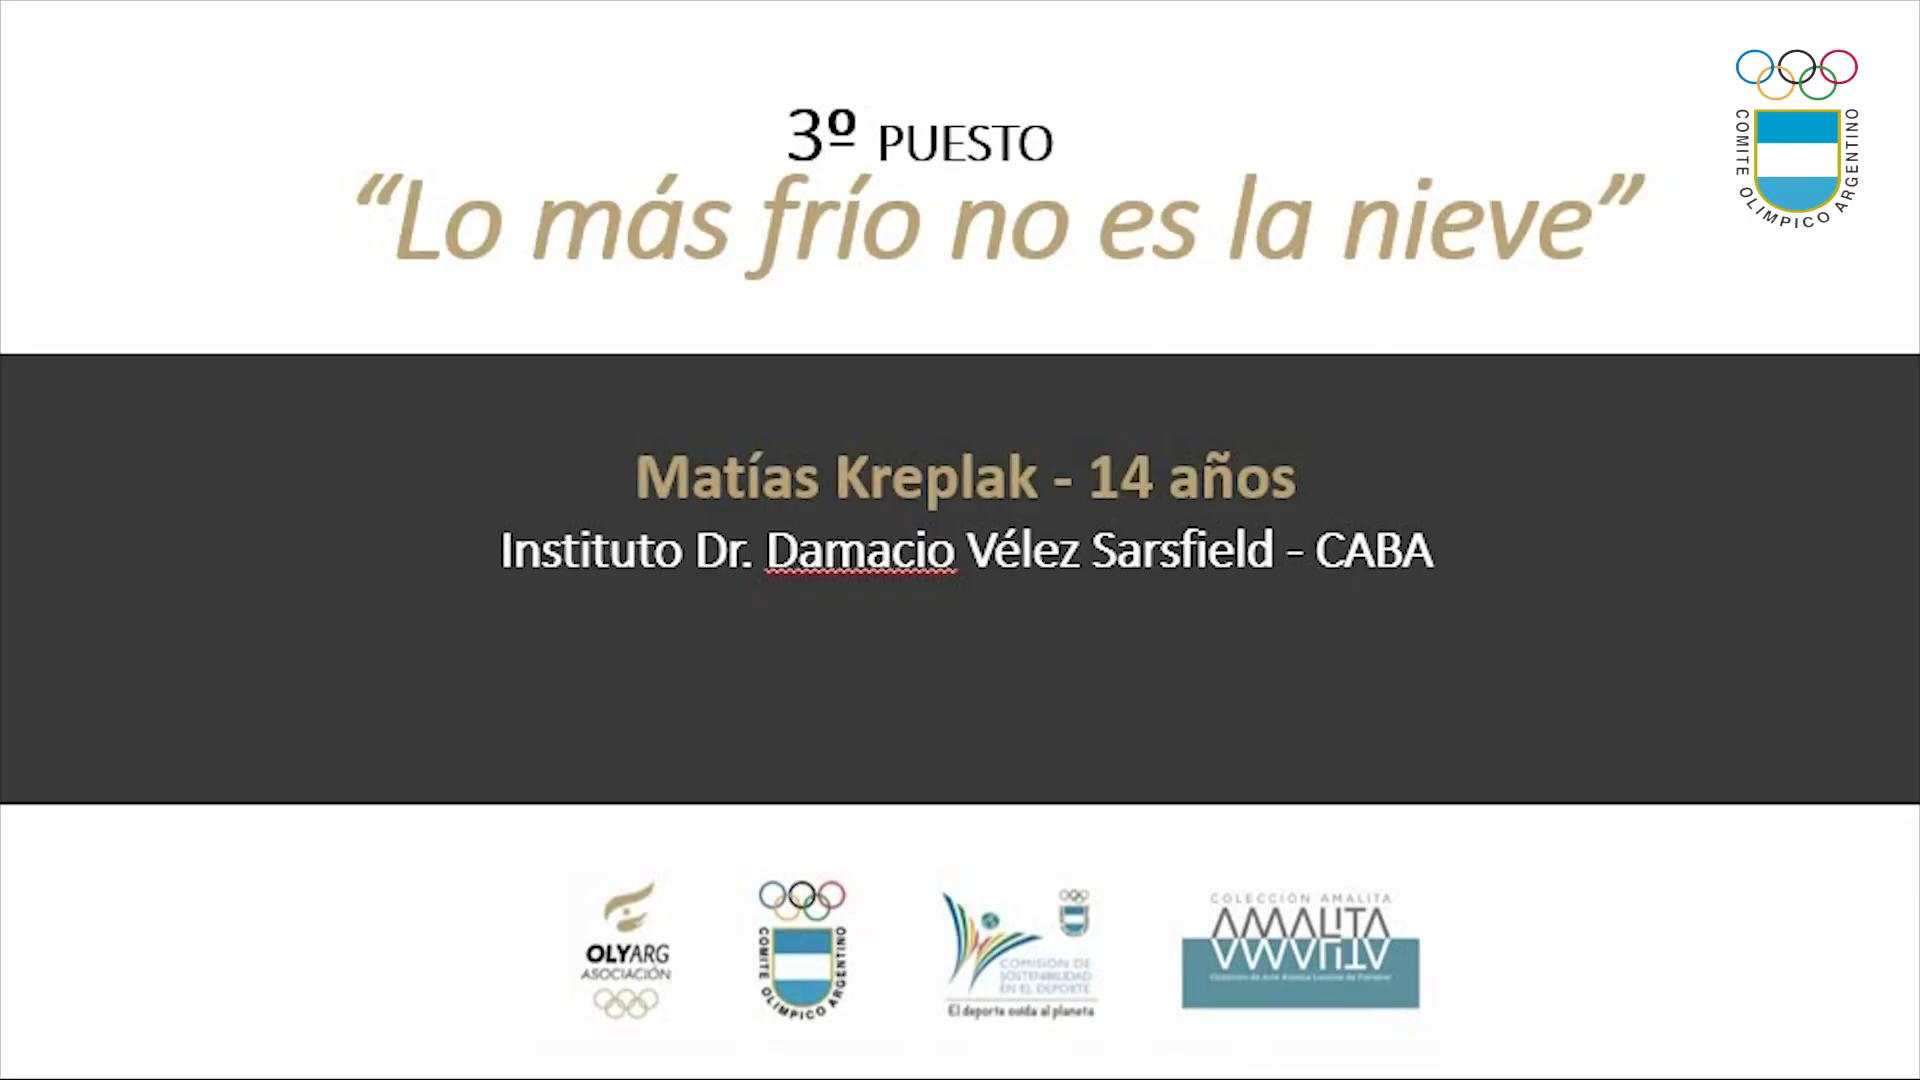 3º PUESTO
“Lo más frío no es la nieve”
COMITE OLIMPICO ARGENTINO
Matías Kreplak - 14 años
Instituto Dr. Damacio Vélez Sarsfield - CABA
OLYARG
ASOCIACIÓN
COMITE OLIMPICO ARGENTINO
COMISIÓN DE
SOSTENIBILIDAD
EN EL DEPORTE
El deporte cuida al planeta
COLECCIÓN AMALITA
AMALITA